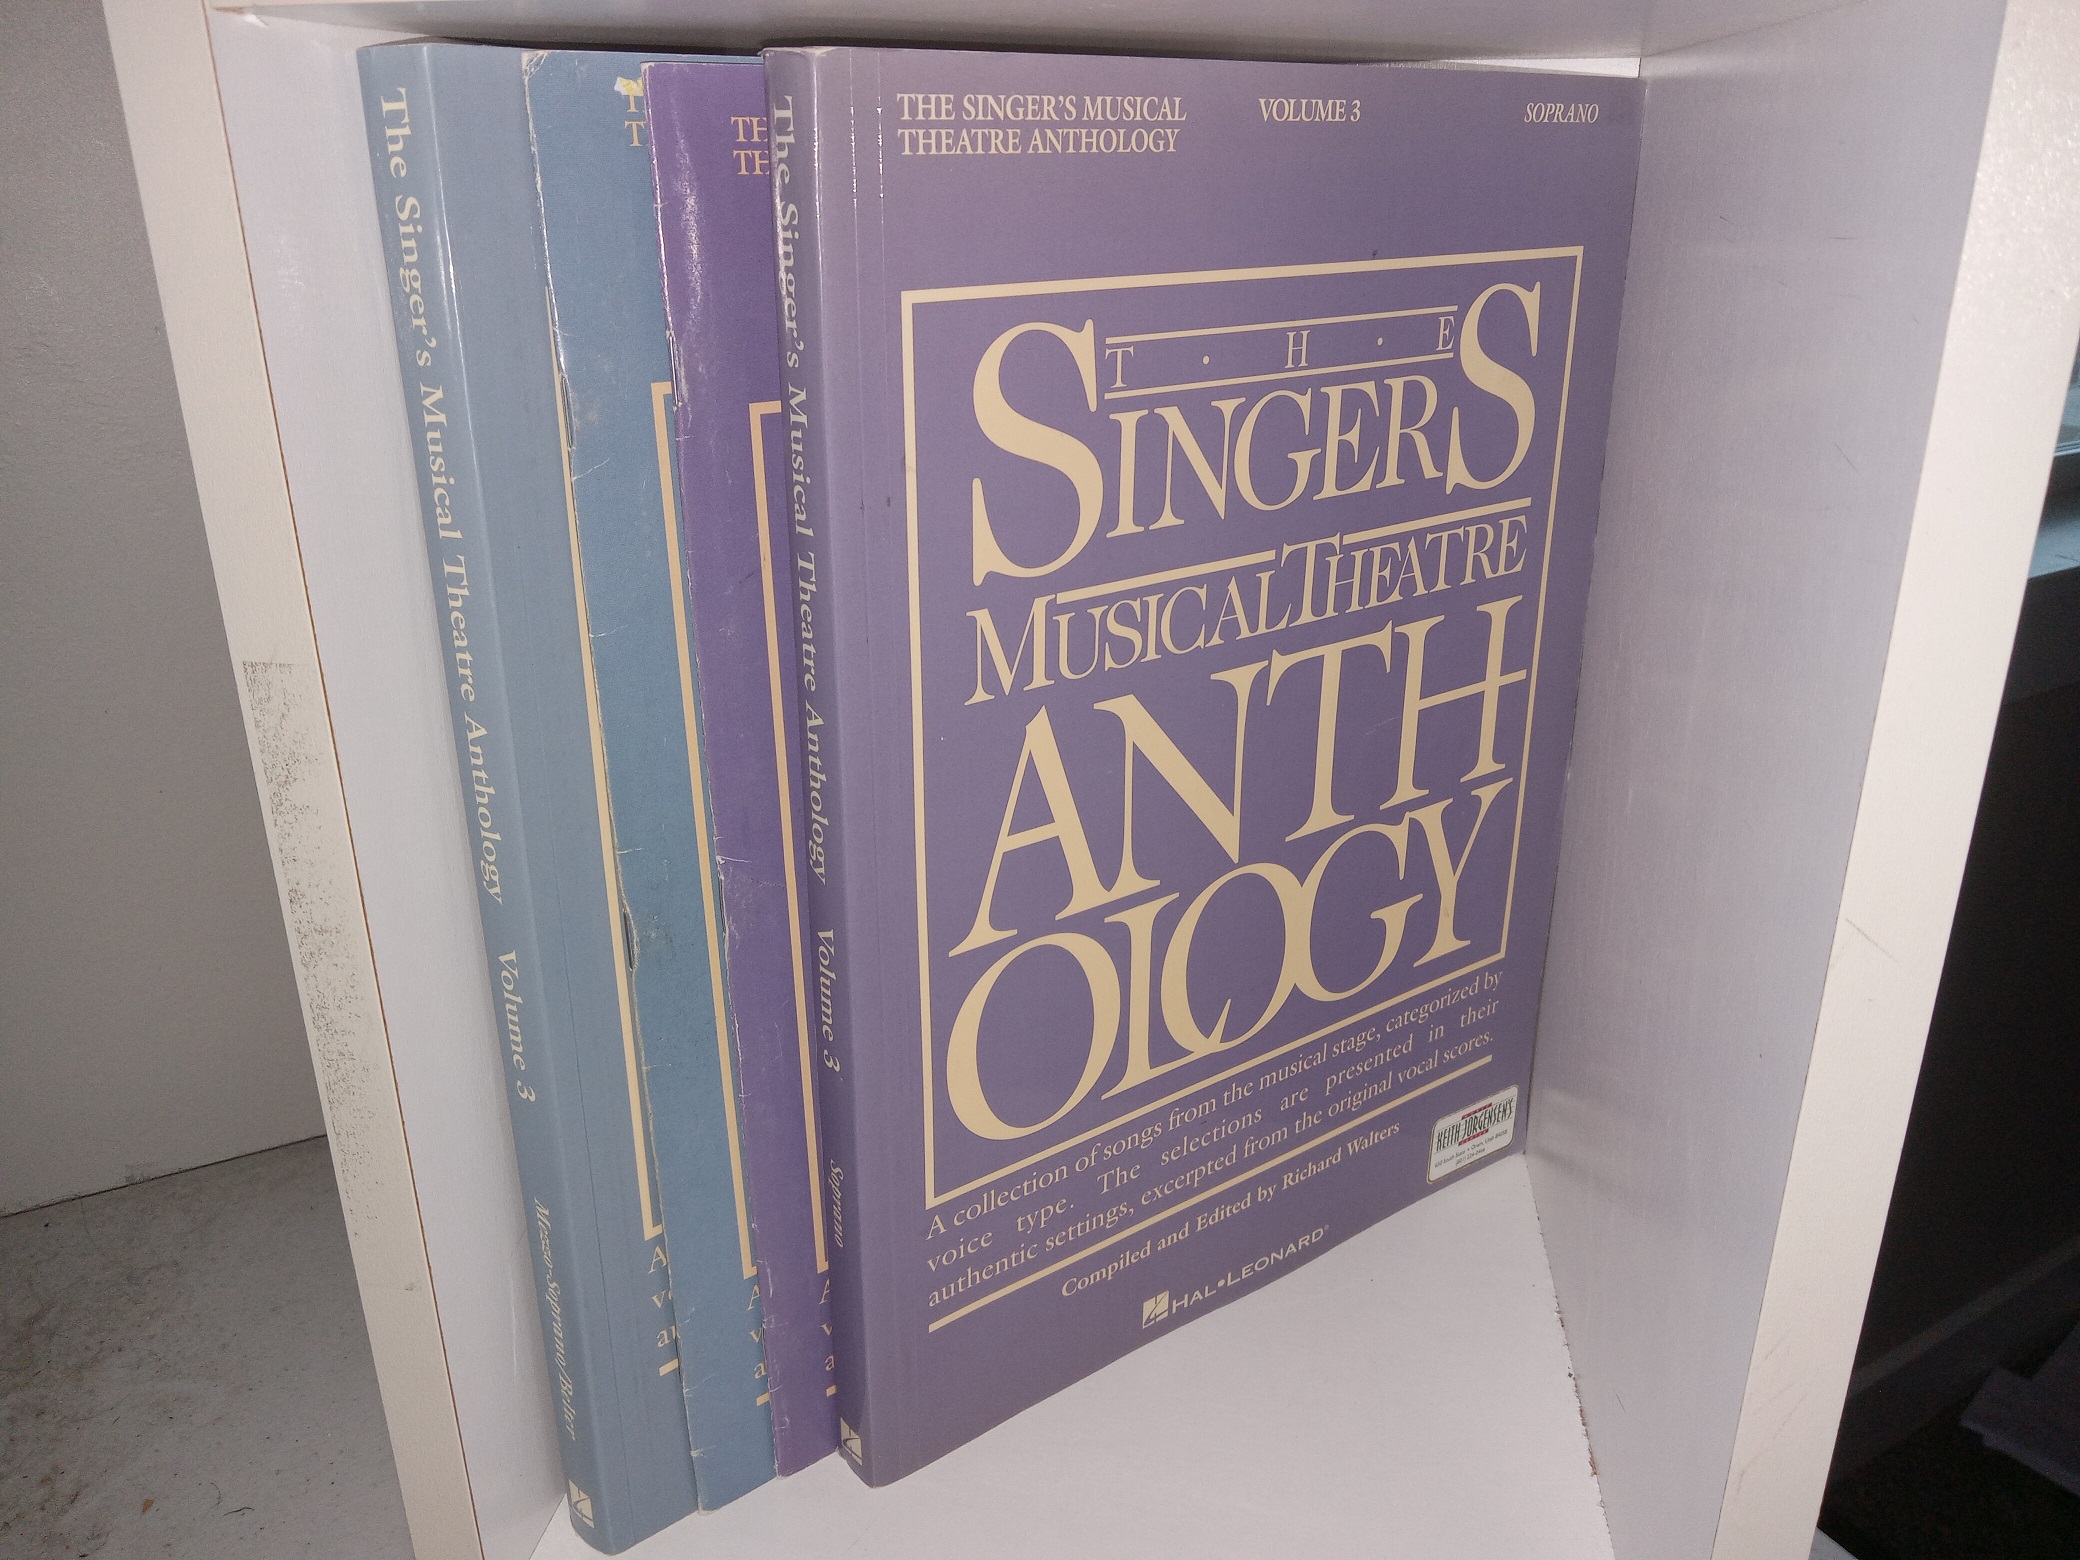 The Singer's Musical Theatre Anthology Volume 3 Mezzo-Soprano/Belter
T
T
A
v
au
TH
TH
A
v
a
The Singer's Musical Theatre Anthology Volume 3 Soprano
A
v
a
THE SINGER'S MUSICAL VOLUME 3 SOPRANO
THEATRE ANTHOLOGY
T · H · E
SINGERS
MUSICAL THEATRE
ANTH
OLOGY
A collection of songs from the musical stage, categorized by
voice type. The selections are presented in their
authentic settings, excerpted from the original vocal scores.
Compiled and Edited by Richard Walters
HAL•LEONARD®
KEITH JORGENSEN'S